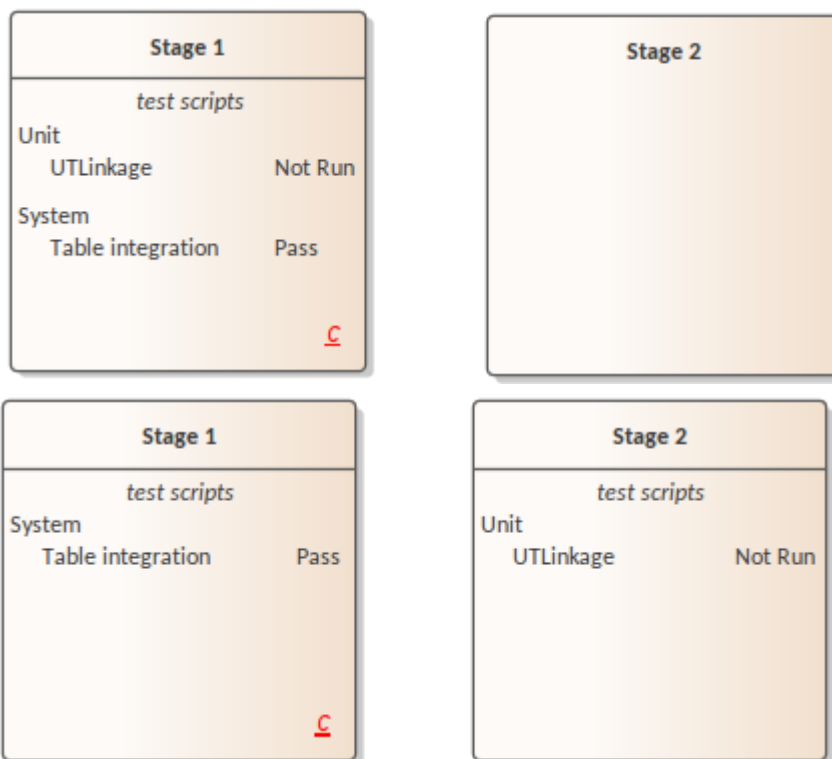 Stage 1
test scripts
Unit
UTLinkage Not Run
System
Table integration Pass
C
Stage 2
Stage 1
test scripts
System
Table integration Pass
C
Stage 2
test scripts
Unit
UTLinkage Not Run